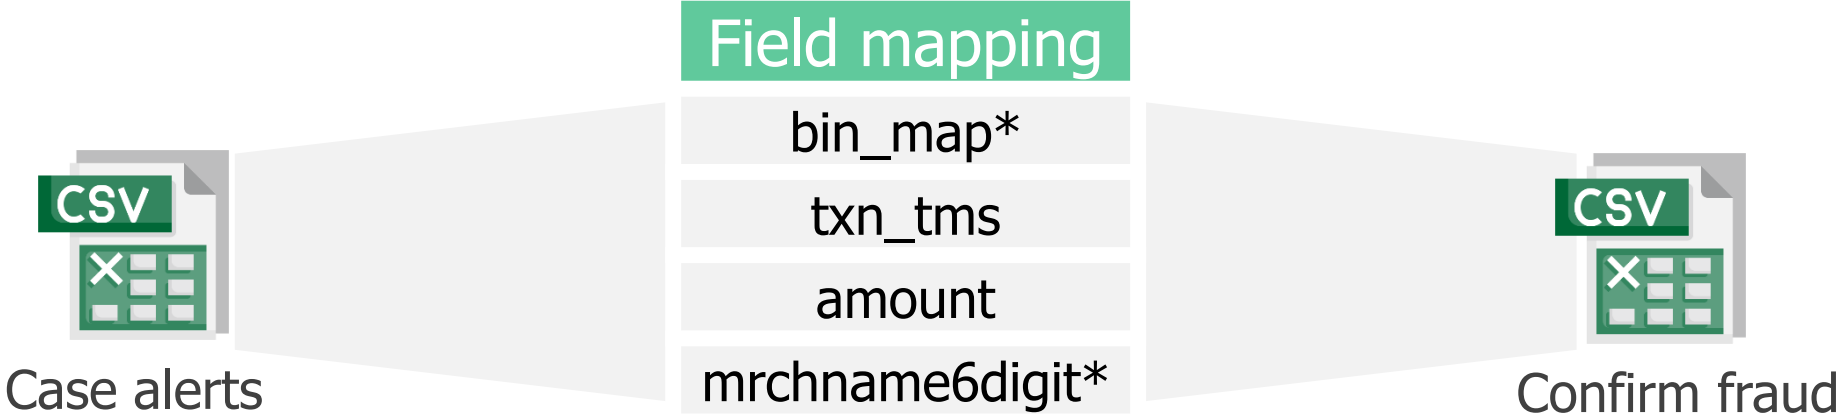 Field mapping
bin_map*
txn_tms
amount
mrchname6digit*
CSV
Case alerts
CSV
Confirm fraud